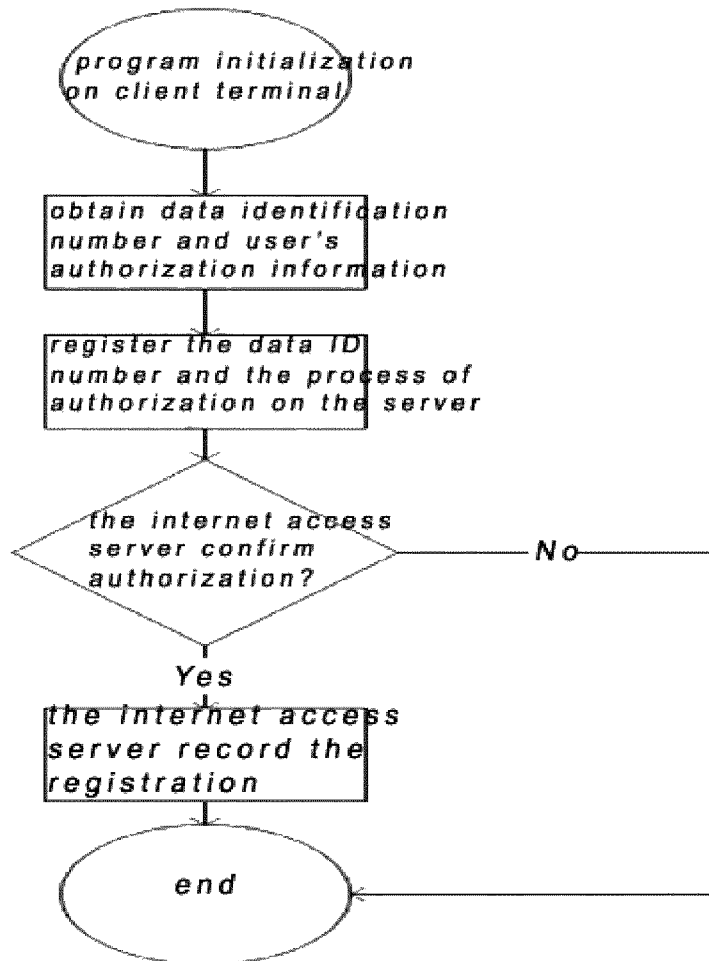 program initialization
on client terminal
obtain data identification
number and user's
authorization information
register the data ID
number and the process of
authorization on the server
the internet access
server confirm
authorization?
No
Yes
the internet access
server record the
registration
end